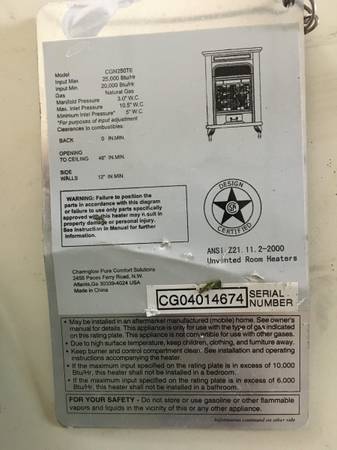 Model CGN250TE
Input Max 25,000 Btu/Hr
Input Min 20,000 Btu/Hr
Gas Natural Gas
Manifold Pressure 3.0" W.C.
Max. Inlet Pressure 10.5" W.C
Minimum Inlet Pressure* 5" W.C
*For purposes of input adjustment
Clearances to combustibles:
BACK 0 IN.MIN.
OPENING
TO CEILING 48" IN.MIN.
SIDE
WALLS 12" IN.MIN.
WARNING: Failure to position the
parts in accordance with this diagram
or failure to use only parts specifically
approved with this heater may result in
property damage or personal injury.
See Instruction in Manual for further
information.
DESIGN
CERTIFIED
ANSI Z21.11.2-2000
Unvented Room Heaters
Charmglow Pure Comfort Solutions
2455 Paces Ferry Road, N.W.
Atlanta,Ga 30339-4024 USA
Made in China
CG04014674 SERIAL
NUMBER
• May be installed in an aftermarket manufactured (mobile) home. See owner's
manual for details. This appliance is only for use with the type of gas indicated
on this rating plate. This appliance is not convertible for use with other gases.
• Due to high surface temperature, keep children, clothing, and furniture away.
• Keep burner and control compartment clean. See installation and operating
instructions accompanying the heater.
• If the maximum input specified on the rating plate is in excess of 10,000
Btu/Hr, this heater shall not be installed in a bedroom.
• If the maximum input specified on the rating plate is in excess of 6,000
Btu/Hr, this heater shall not be installed in a bathroom.
FOR YOUR SAFETY - Do not store or use gasoline or other flammable
vapors and liquids in the vicinity of this or any other appliance.
Information continued on other side